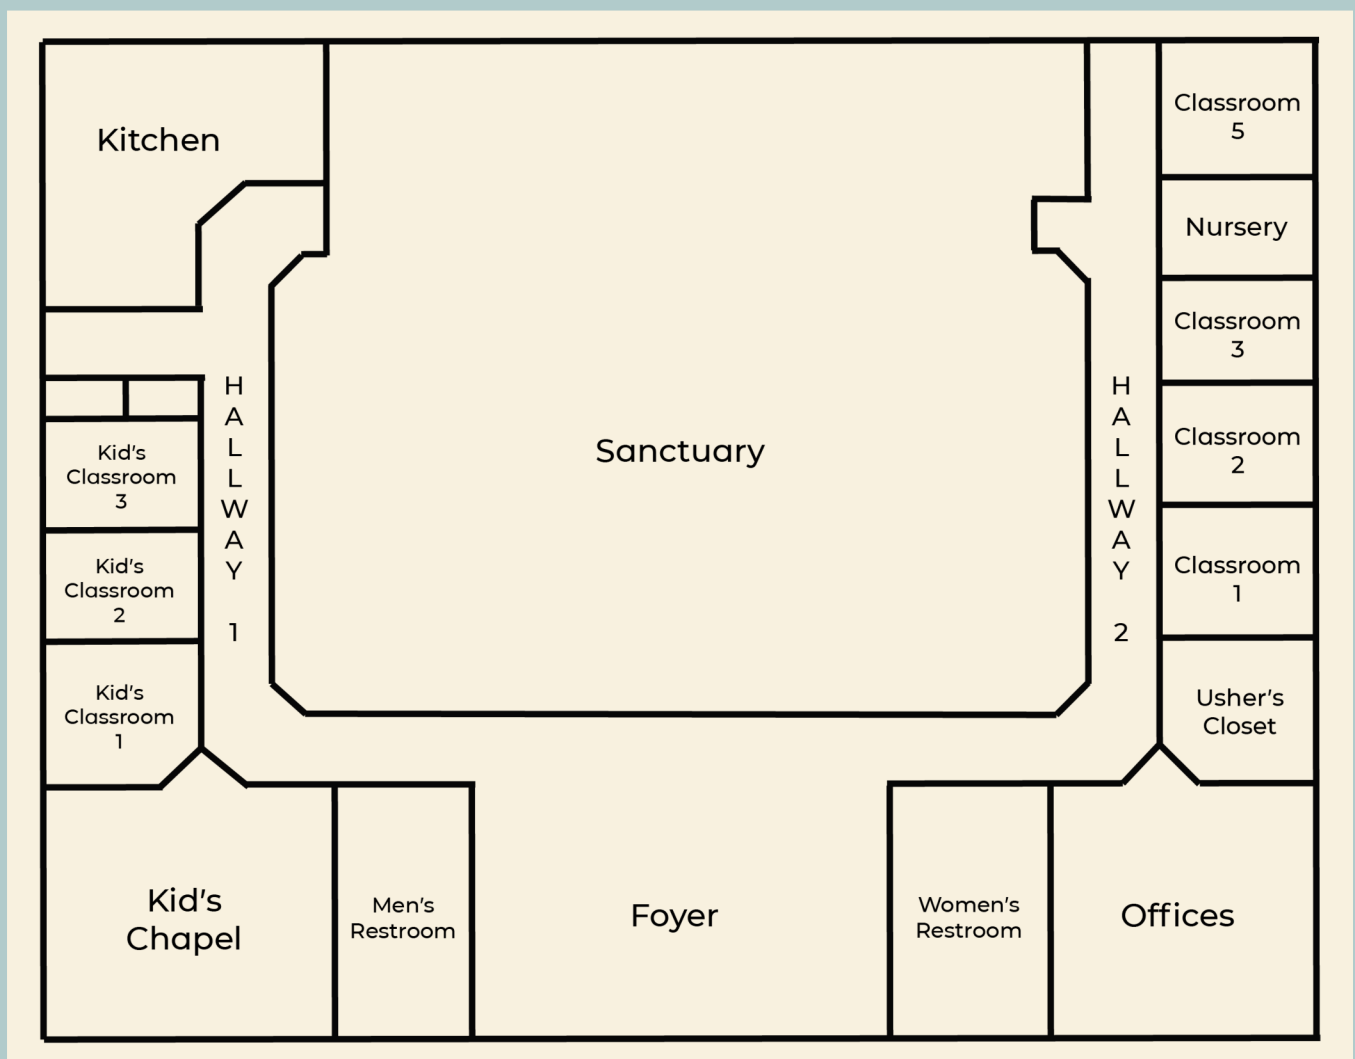 Kitchen
Classroom
5
Nursery
Classroom
3
H
A
L
L
W
A
Y
1
Sanctuary
H
A
L
L
W
A
Y
2
Classroom
2
Kid's
Classroom
3
Kid's
Classroom
2
Classroom
1
Kid's
Classroom
1
Usher's
Closet
Kid's
Chapel
Men's
Restroom
Foyer
Women's
Restroom
Offices